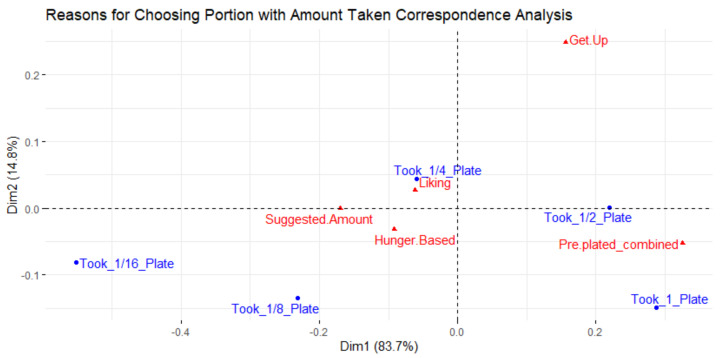 Reasons for Choosing Portion with Amount Taken Correspondence Analysis
Get.Up
0.2
0.1
Took_1/4_Plate
Liking
Dim2 (14.8%)
0.0
Suggested.Amount
Took_1/2_Plate
Hunger.Based
Pre.plated_combined
Took_1/16_Plate
-0.1
Took_1/8_Plate
Took_1_Plate
-0.4 -0.2 0.0 0.2
Dim1 (83.7%)